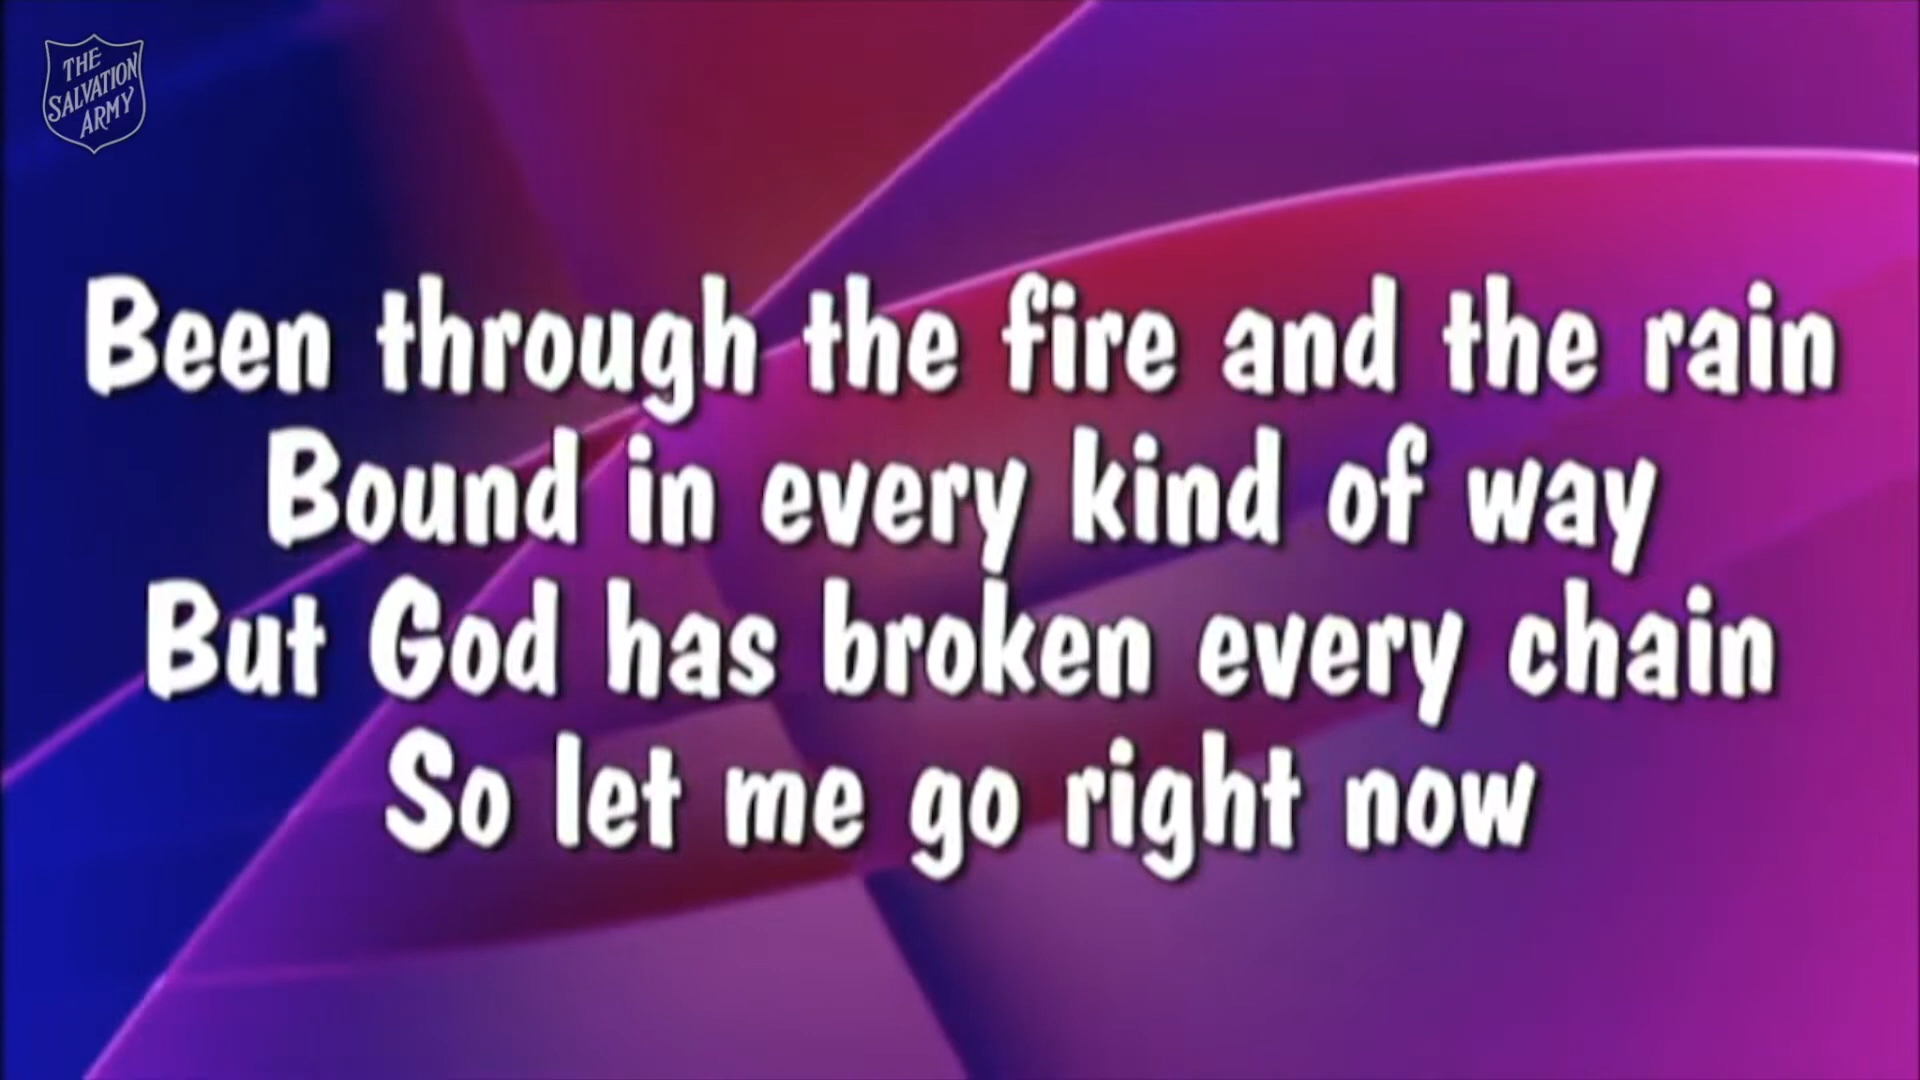 THE
SALVATION
ARMY
Been through the fire and the rain
Bound in every kind of way
But God has broken every chain
So let me go right now